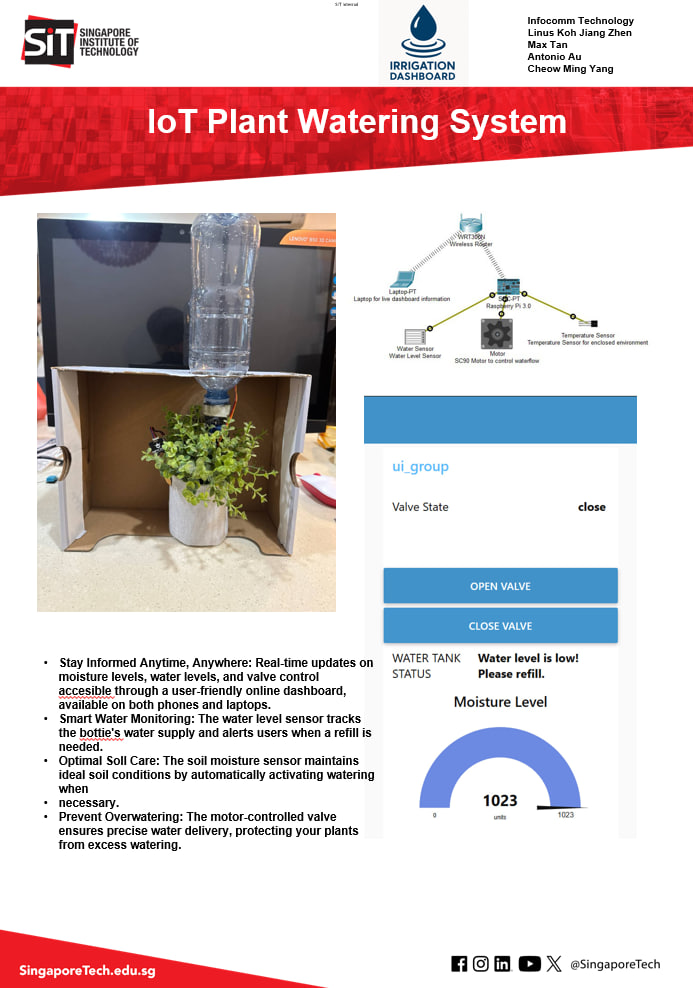 SIT internal
SiT SINGAPORE
INSTITUTE OF
TECHNOLOGY
IRRIGATION
DASHBOARD
Infocomm Technology
Linus Koh Jiang Zhen
Max Tan
Antonio Au
Cheow Ming Yang
IoT Plant Watering System
WRT300N
Wireless Router
Laptop-PT
Laptop for live dashboard information
SBC-PT
Raspberry Pi 3.0
Water Sensor
Water Level Sensor
Motor
SC90 Motor to control waterflow
Temperature Sensor
Temperature Sensor for enclosed environment
ui_group
Valve State close
OPEN VALVE
CLOSE VALVE
WATER TANK Water level is low!
STATUS Please refill.
Moisture Level
1023
0 units 1023
• Stay Informed Anytime, Anywhere: Real-time updates on
moisture levels, water levels, and valve control
accesible through a user-friendly online dashboard,
available on both phones and laptops.
• Smart Water Monitoring: The water level sensor tracks
the bottie's water supply and alerts users when a refill is
needed.
• Optimal Soll Care: The soil moisture sensor maintains
ideal soil conditions by automatically activating watering
when
• necessary.
• Prevent Overwatering: The motor-controlled valve
ensures precise water delivery, protecting your plants
from excess watering.
SingaporeTech.edu.sg
@SingaporeTech